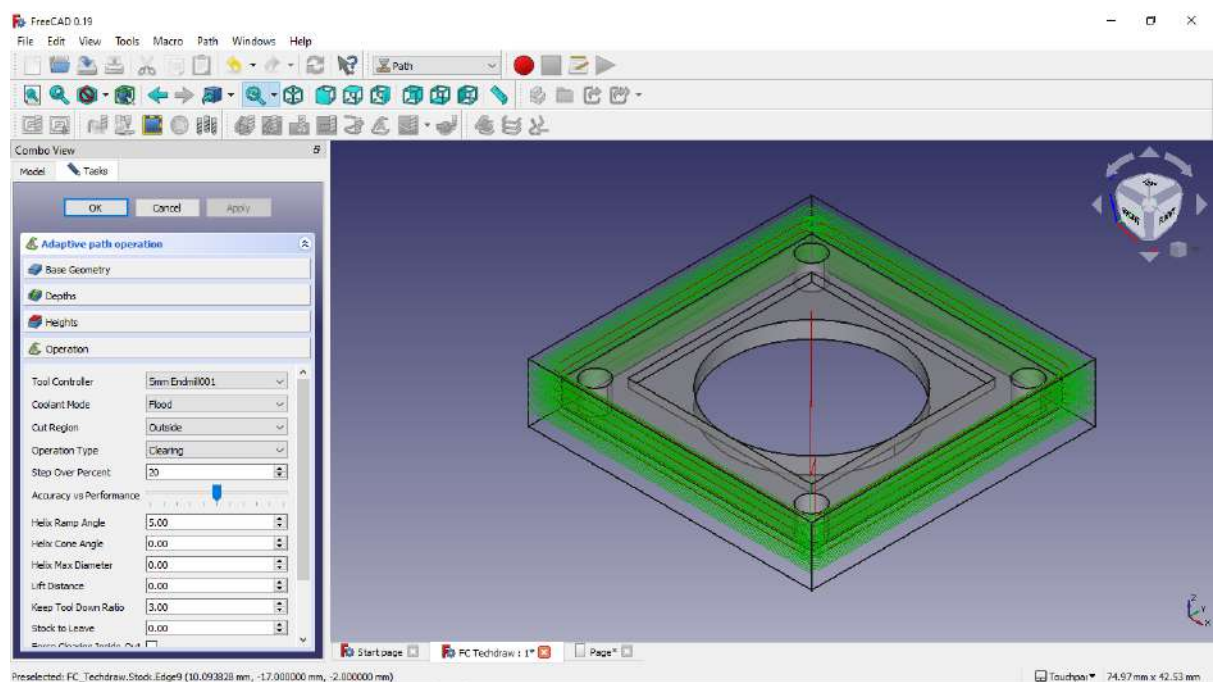 FreeCAD 0.19
File Edit View Tools Macro Path Windows Help
Path
Combo View
Model Tasks
OK Cancel Apply
Adaptive path operation
Base Geometry
Depths
Heights
Operation
Tool Controller 5mm Endmill001
Coolant Mode Flood
Cut Region Outside
Operation Type Clearing
Step Over Percent 20
Accuracy vs Performance
Helix Ramp Angle 5.00
Helix Cone Angle 0.00
Helix Max Diameter 0.00
Lift Distance 0.00
Keep Tool Down Ratio 3.00
Stock to Leave 0.00
Force Clearing Inside-Out
Start page FC Techdraw : 1* Page*
Preselected: FC_Techdraw.Stock.Edge9 (10.093828 mm, -17.000000 mm, -2.000000 mm) Touchpad 74.97 mm x 42.53 mm
Z
Y
X